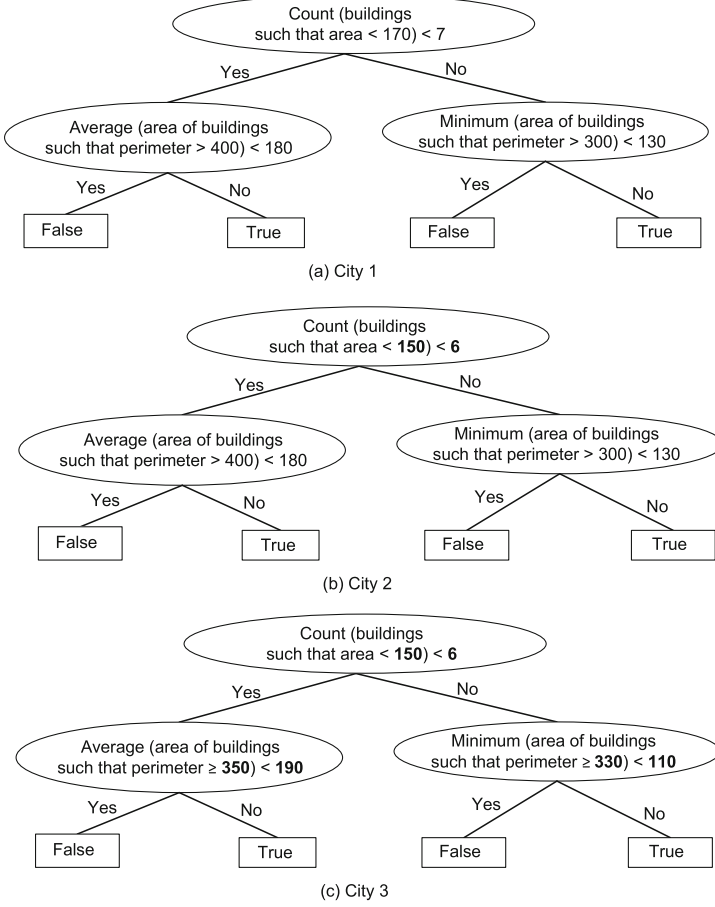 Count (buildings
such that area < 170) < 7
Yes
No
Average (area of buildings
such that perimeter > 400) < 180
Minimum (area of buildings
such that perimeter > 300) < 130
Yes
No
Yes
No
False
True
False
True
(a) City 1
Count (buildings
such that area < 150) < 6
Yes
No
Average (area of buildings
such that perimeter > 400) < 180
Minimum (area of buildings
such that perimeter > 300) < 130
Yes
No
Yes
No
False
True
False
True
(b) City 2
Count (buildings
such that area < 150) < 6
Yes
No
Average (area of buildings
such that perimeter ≥ 350) < 190
Minimum (area of buildings
such that perimeter ≥ 330) < 110
Yes
No
Yes
No
False
True
False
True
(c) City 3